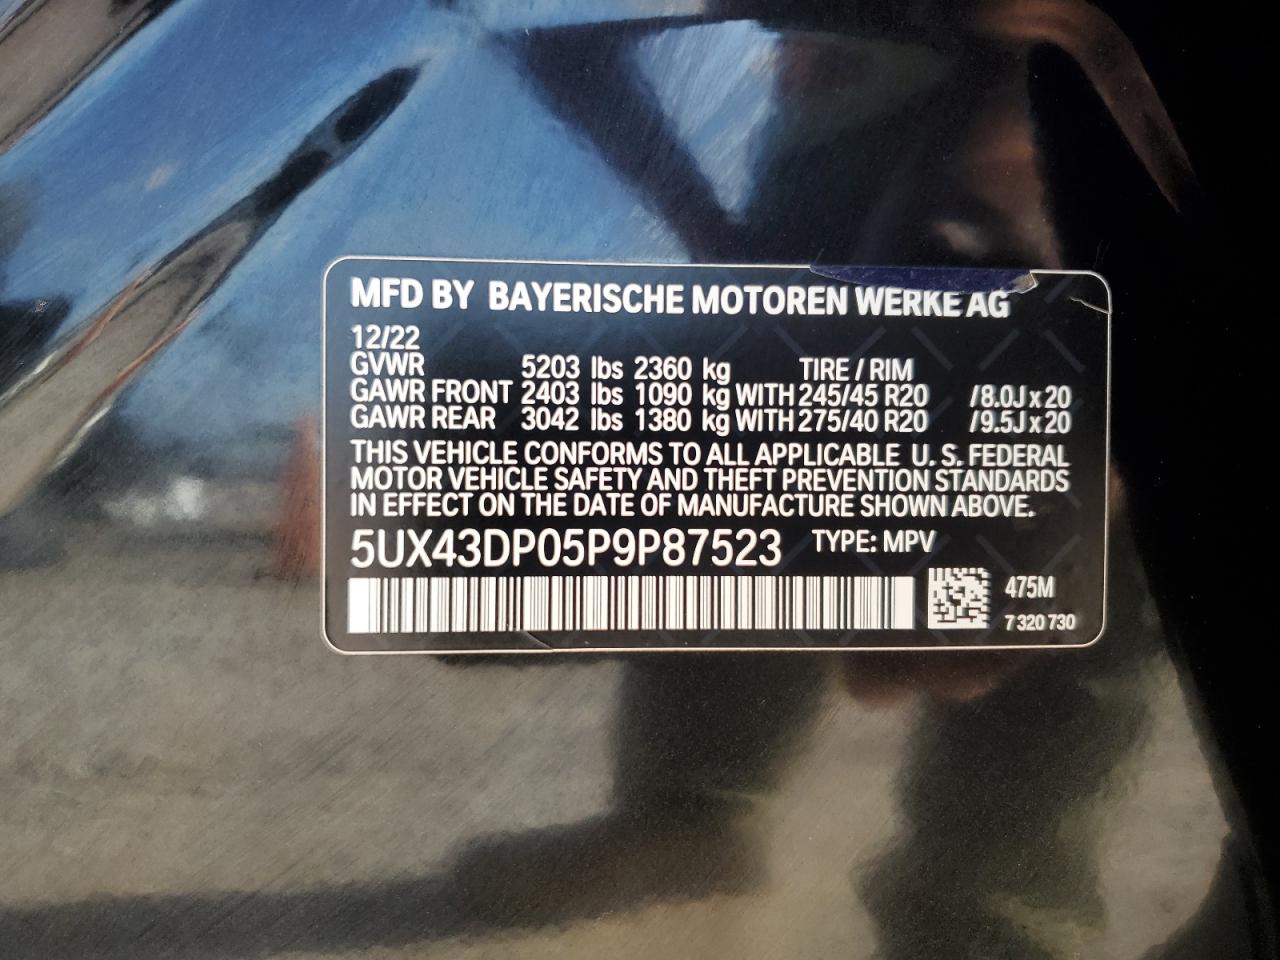 MFD BY BAYERISCHE MOTOREN WERKE AG
12/22
GVWR 5203 lbs 2360 kg TIRE / RIM
GAWR FRONT 2403 lbs 1090 kg WITH 245/45 R20 /8.0J x 20
GAWR REAR 3042 lbs 1380 kg WITH 275/40 R20 /9.5J x 20
THIS VEHICLE CONFORMS TO ALL APPLICABLE U. S. FEDERAL
MOTOR VEHICLE SAFETY AND THEFT PREVENTION STANDARDS
IN EFFECT ON THE DATE OF MANUFACTURE SHOWN ABOVE.
5UX43DP05P9P87523 TYPE: MPV
475M
7 320 730